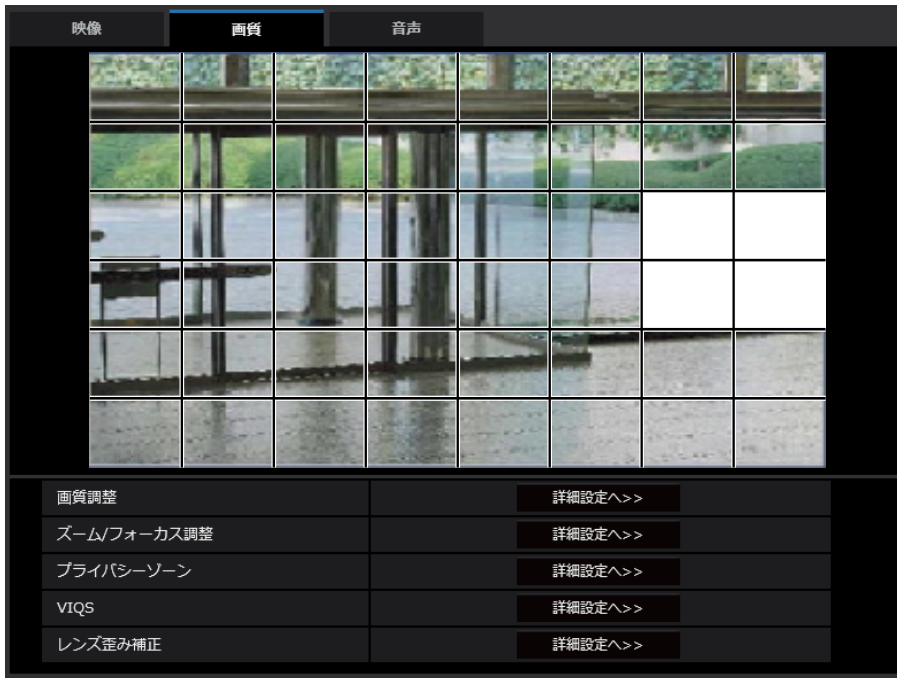 映像 画質 音声
画質調整 詳細設定へ>>
ズーム/フォーカス調整 詳細設定へ>>
プライバシーゾーン 詳細設定へ>>
VIQS 詳細設定へ>>
レンズ歪み補正 詳細設定へ>>